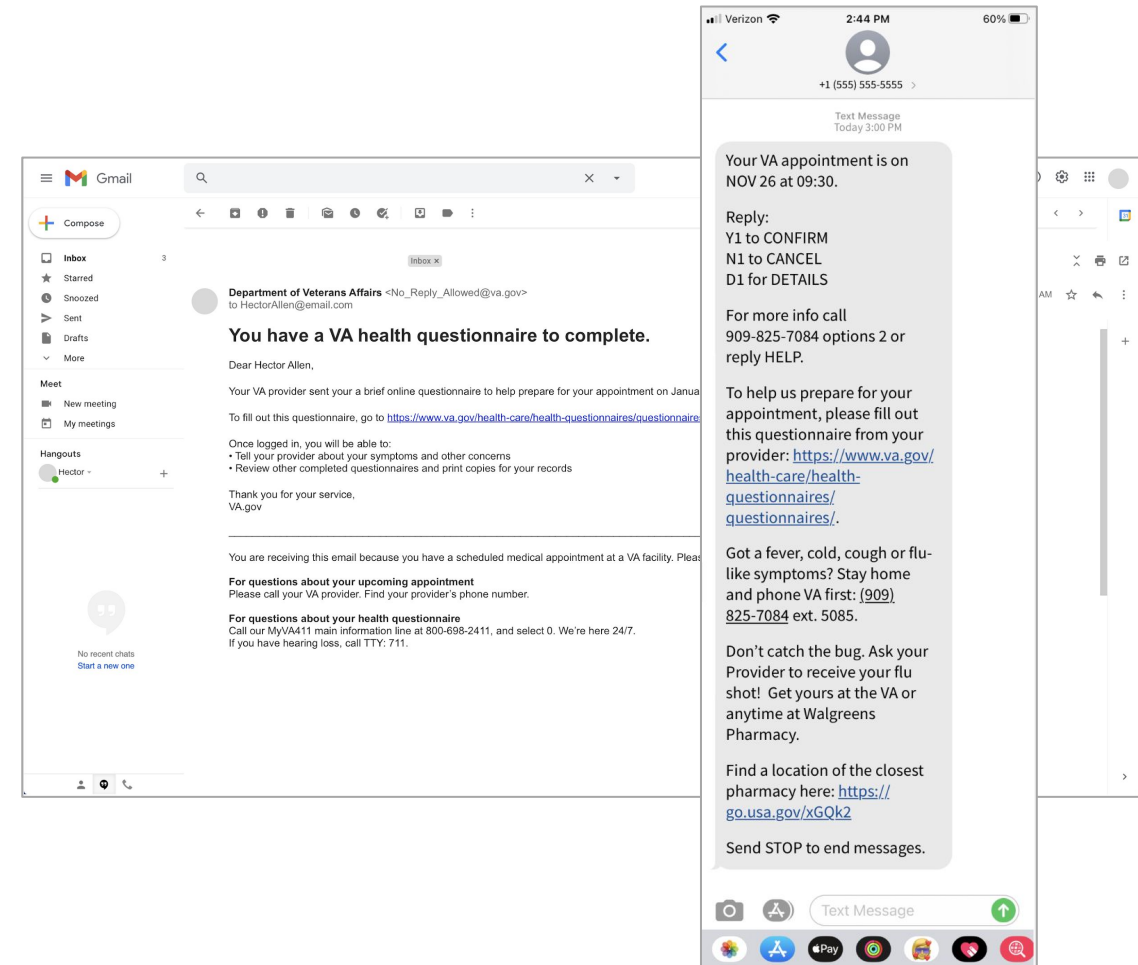 Gmail
Compose
Inbox 3
Starred
Snoozed
Sent
Drafts
More
Meet
New meeting
My meetings
Hangouts
Hector
No recent chats
Start a new one
Inbox ×
Department of Veterans Affairs <No_Reply_Allowed@va.gov>
to HectorAllen@email.com
AM
You have a VA health questionnaire to complete.
Dear Hector Allen,
Your VA provider sent your a brief online questionnaire to help prepare for your appointment on Janua
To fill out this questionnaire, go to https://www.va.gov/health-care/health-questionnaires/questionnaires
Once logged in, you will be able to:
• Tell your provider about your symptoms and other concerns
• Review other completed questionnaires and print copies for your records
Thank you for your service,
VA.gov
You are receiving this email because you have a scheduled medical appointment at a VA facility. Pleas
For questions about your upcoming appointment
Please call your VA provider. Find your provider's phone number.
For questions about your health questionnaire
Call our MyVA411 main information line at 800-698-2411, and select 0. We're here 24/7.
If you have hearing loss, call TTY: 711.
Verizon 2:44 PM 60%
+1 (555) 555-5555 >
Text Message
Today 3:00 PM
Your VA appointment is on
NOV 26 at 09:30.
Reply:
Y1 to CONFIRM
N1 to CANCEL
D1 for DETAILS
For more info call
909-825-7084 options 2 or
reply HELP.
To help us prepare for your
appointment, please fill out
this questionnaire from your
provider: https://www.va.gov/
health-care/health-
questionnaires/
questionnaires/.
Got a fever, cold, cough or flu-
like symptoms? Stay home
and phone VA first: (909)
825-7084 ext. 5085.
Don't catch the bug. Ask your
Provider to receive your flu
shot!  Get yours at the VA or
anytime at Walgreens
Pharmacy.
Find a location of the closest
pharmacy here: https://
go.usa.gov/xGQk2
Send STOP to end messages.
Text Message
Pay